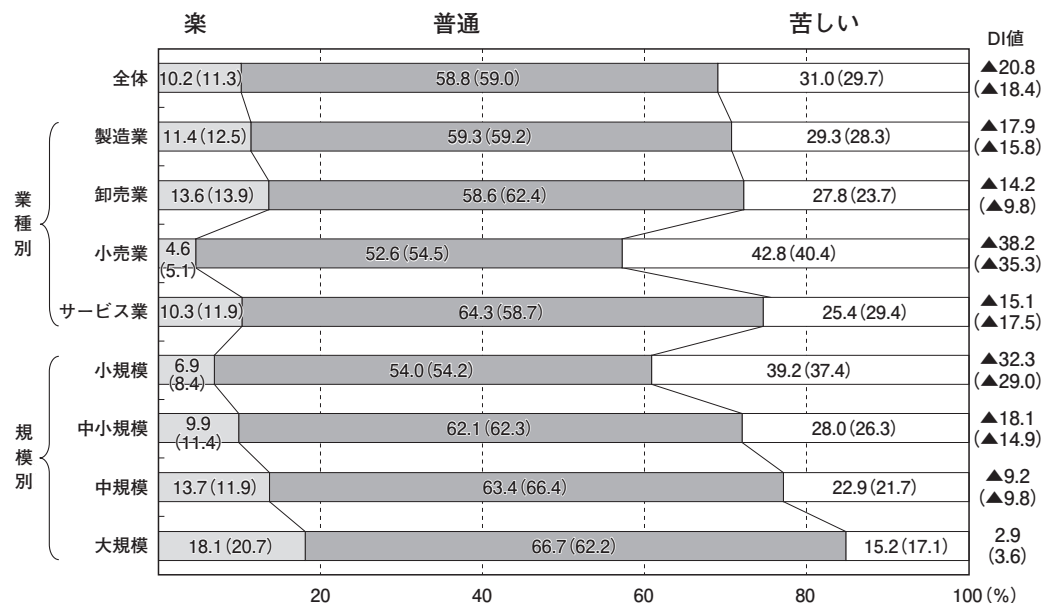 楽 普通 苦しい
DI値
全体 10.2(11.3) 58.8(59.0) 31.0(29.7) ▲20.8
(▲18.4)
業種別
製造業 11.4(12.5) 59.3(59.2) 29.3(28.3) ▲17.9
(▲15.8)
卸売業 13.6(13.9) 58.6(62.4) 27.8(23.7) ▲14.2
(▲9.8)
小売業 4.6 52.6(54.5) 42.8(40.4) ▲38.2
(5.1) (▲35.3)
サービス業 10.3(11.9) 64.3(58.7) 25.4(29.4) ▲15.1
(▲17.5)
規模別
小規模 6.9 54.0(54.2) 39.2(37.4) ▲32.3
(8.4) (▲29.0)
中小規模 9.9 62.1(62.3) 28.0(26.3) ▲18.1
(11.4) (▲14.9)
中規模 13.7(11.9) 63.4(66.4) 22.9(21.7) ▲9.2
(▲9.8)
大規模 18.1(20.7) 66.7(62.2) 15.2(17.1) 2.9
(3.6)
20 40 60 80 100(%)